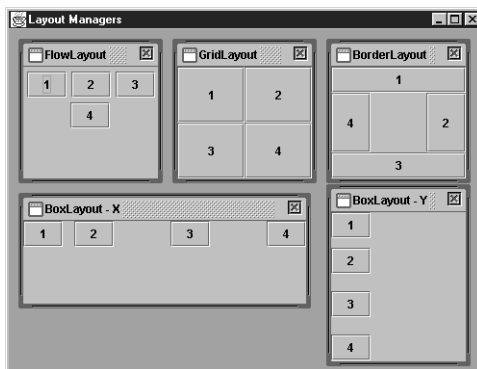 Layout Managers
FlowLayout
1 2 3
4
GridLayout
1 2
3 4
BorderLayout
1
4 2
3
BoxLayout - X
1 2 3 4
BoxLayout - Y
1
2
3
4